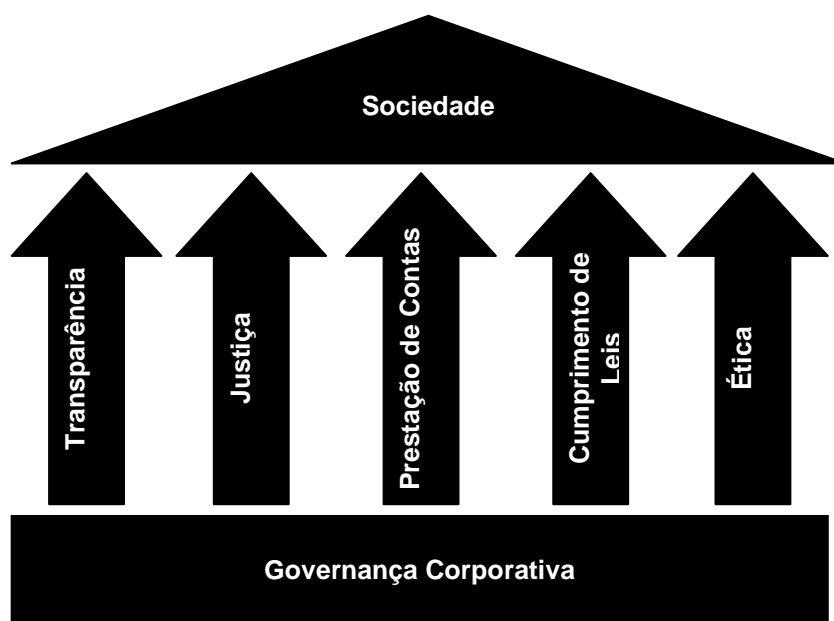 Sociedade
Transparência
Justiça
Prestação de Contas
Cumprimento de
Leis
Ética
Governança Corporativa